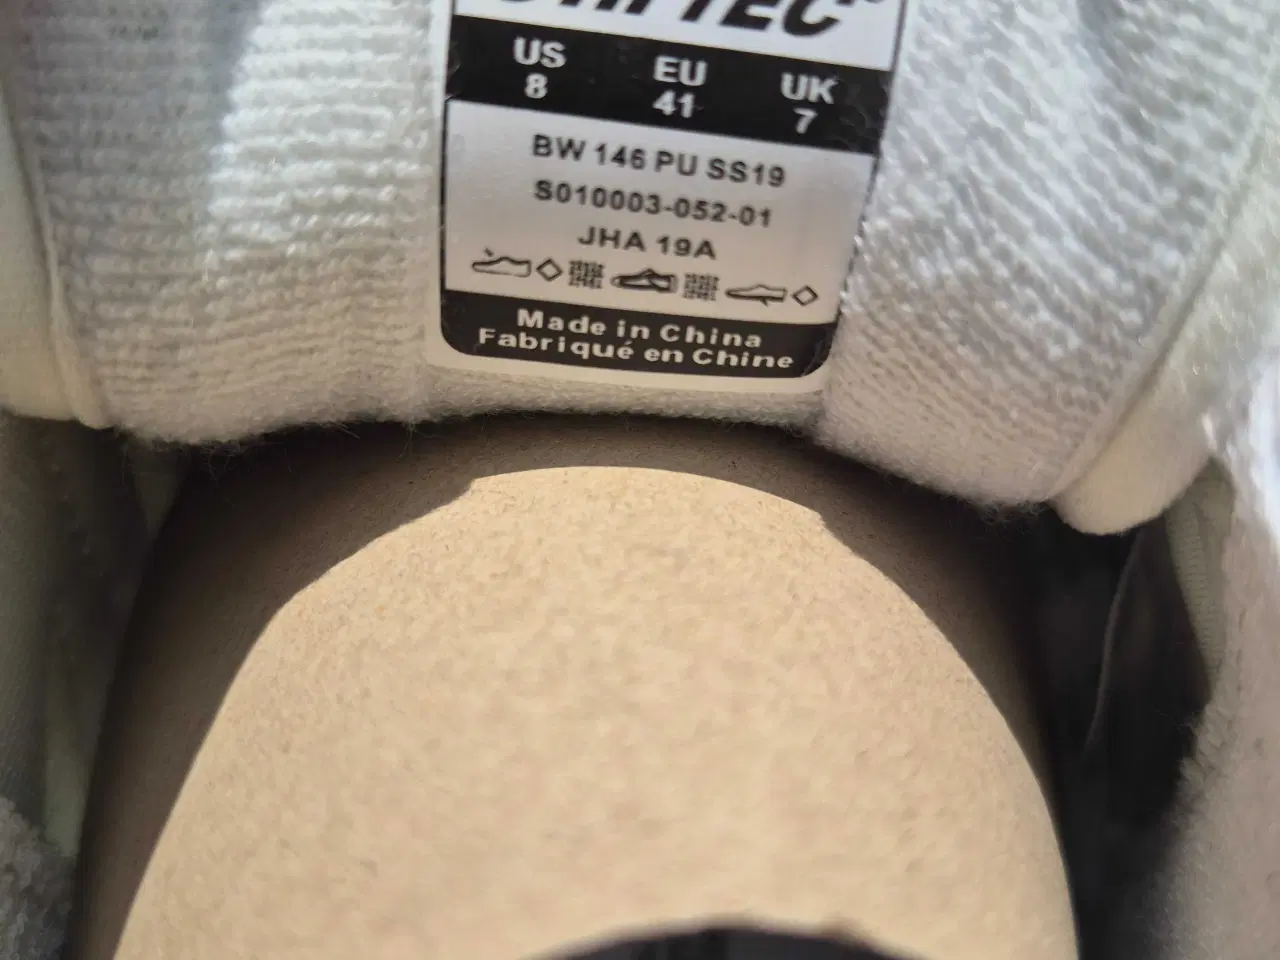 US EU UK
8 41 7
BW 146 PU SS19
S010003-052-01
JHA 19A
Made in China
Fabriqué en Chine